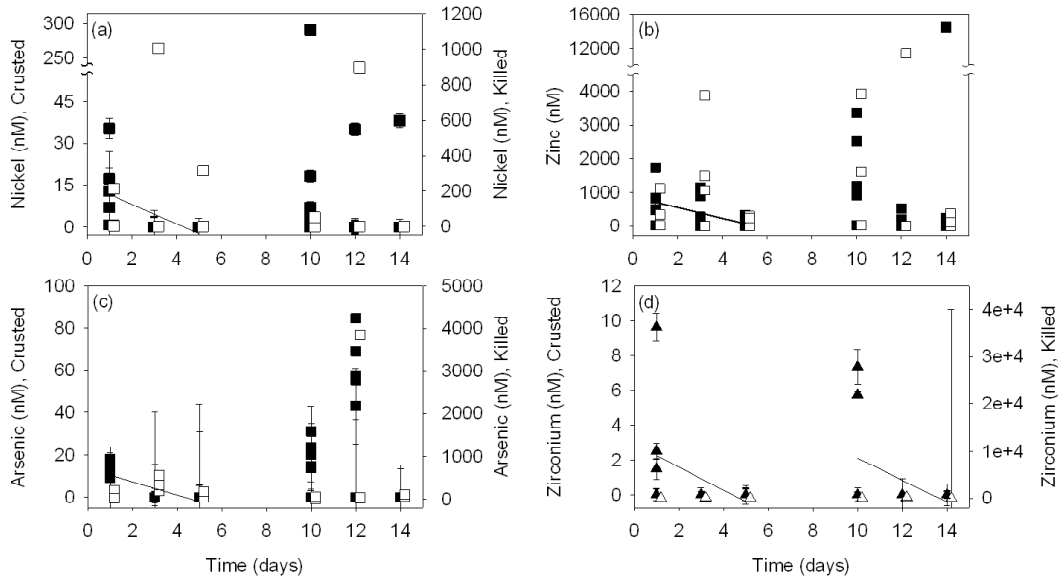 (a)
300
250
45
30
15
0
Nickel (nM), Crusted
1200
1000
800
600
400
200
0
Nickel (nM), Killed
0 2 4 6 8 10 12 14
(b)
16000
12000
4000
3000
2000
1000
0
Zinc (nM)
0 2 4 6 8 10 12 14
(c)
100
80
60
40
20
0
Arsenic (nM), Crusted
5000
4000
3000
2000
1000
0
Arsenic (nM), Killed
0 2 4 6 8 10 12 14
Time (days)
(d)
12
10
8
6
4
2
0
Zirconium (nM), Crusted
4e+4
3e+4
2e+4
1e+4
0
Zirconium (nM), Killed
0 2 4 6 8 10 12 14
Time (days)